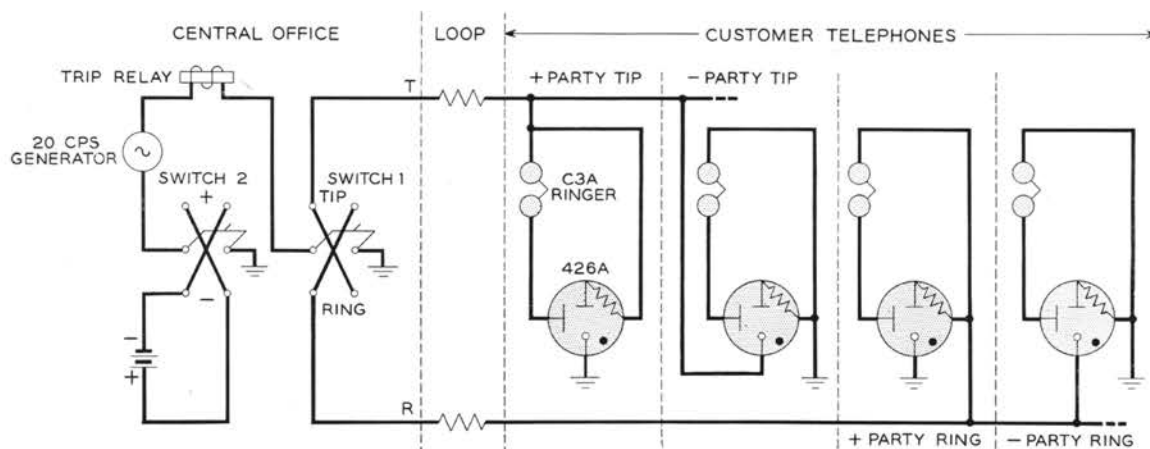 CENTRAL OFFICE
LOOP
CUSTOMER TELEPHONES
TRIP RELAY
T
+ PARTY TIP
- PARTY TIP
20 CPS
GENERATOR
SWITCH 2
+
-
SWITCH 1
TIP
RING
C3A
RINGER
426A
-
+
R
+ PARTY RING
- PARTY RING